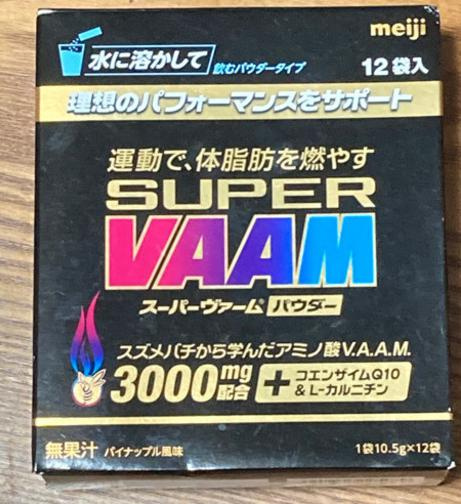 meiji
水に溶かして 飲むパウダータイプ 12袋入
理想のパフォーマンスをサポート
運動で、体脂肪を燃やす
SUPER
VAAM
スーパーヴァーム パウダー
スズメバチから学んだアミノ酸V.A.A.M.
3000mg配合 + コエンザイムQ10 & L-カルニチン
無果汁 パイナップル風味 1袋10.5g×12袋